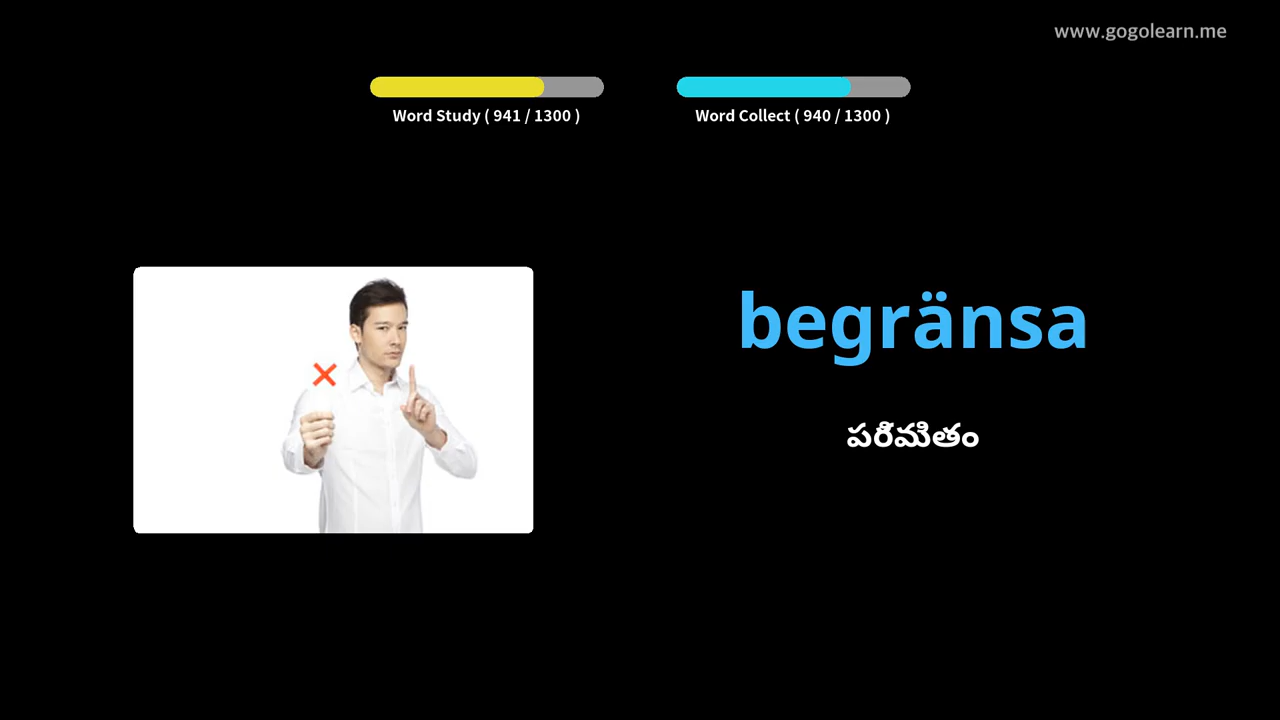 www.gogolearn.me
Word Study ( 941 / 1300 )
Word Collect ( 940 / 1300 )
begränsa
పరిమితం